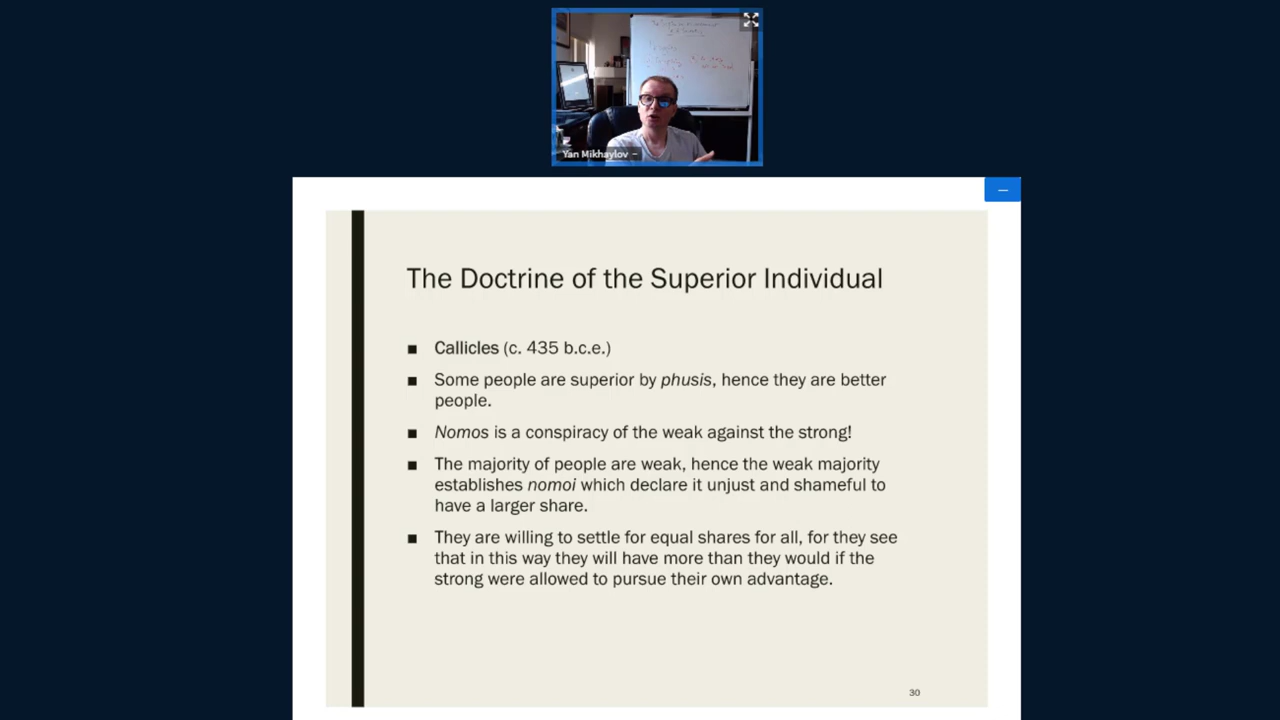 Yan Mikhaylov
The Doctrine of the Superior Individual
■ Callicles (c. 435 b.c.e.)
■ Some people are superior by phusis, hence they are better
people.
■ Nomos is a conspiracy of the weak against the strong!
■ The majority of people are weak, hence the weak majority
establishes nomoi which declare it unjust and shameful to
have a larger share.
■ They are willing to settle for equal shares for all, for they see
that in this way they will have more than they would if the
strong were allowed to pursue their own advantage.
30